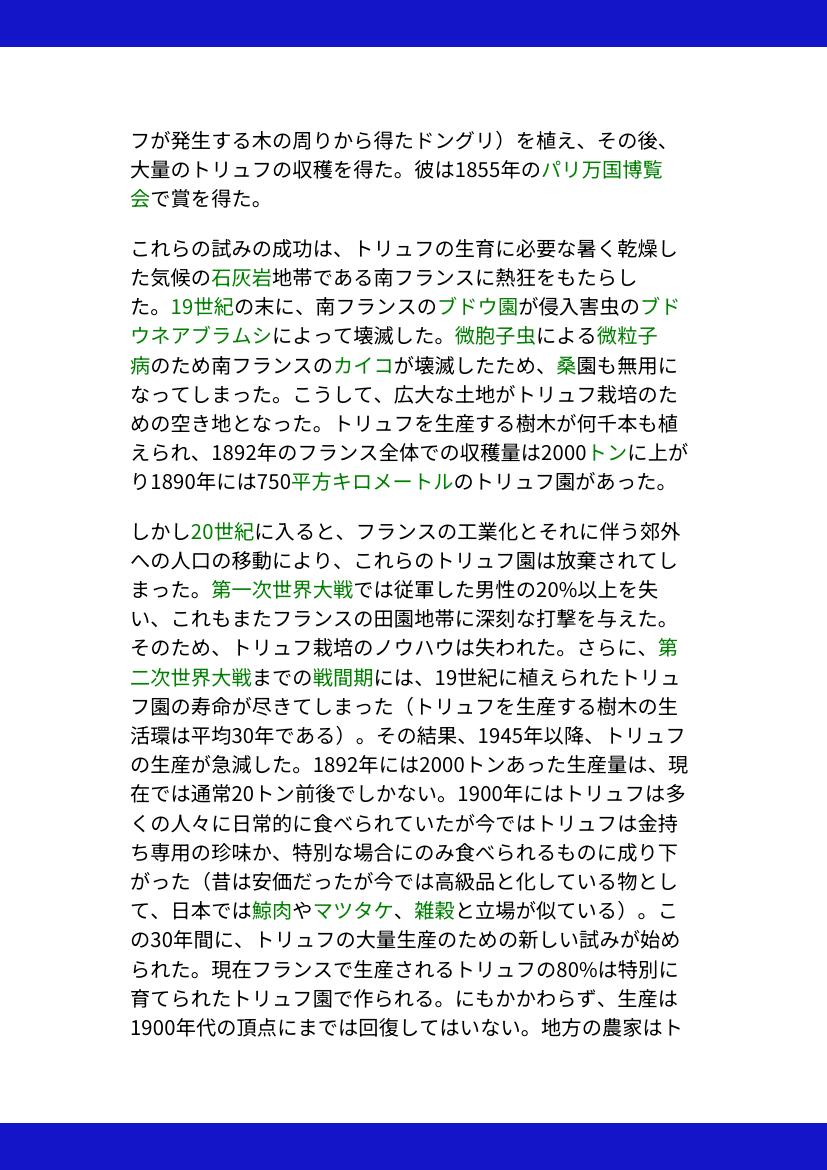 フが発生する木の周りから得たドングリ）を植え、その後、
大量のトリュフの収穫を得た。彼は1855年のパリ万国博覧
会で賞を得た。
これらの試みの成功は、トリュフの生育に必要な暑く乾燥し
た気候の石灰岩地帯である南フランスに熱狂をもたらし
た。19世紀の末に、南フランスのブドウ園が侵入害虫のブド
ウネアブラムシによって壊滅した。微胞子虫による微粒子
病のため南フランスのカイコが壊滅したため、桑園も無用に
なってしまった。こうして、広大な土地がトリュフ栽培のた
めの空き地となった。トリュフを生産する樹木が何千本も植
えられ、1892年のフランス全体での収穫量は2000トンに上が
り1890年には750平方キロメートルのトリュフ園があった。
しかし20世紀に入ると、フランスの工業化とそれに伴う郊外
への人口の移動により、これらのトリュフ園は放棄されてし
まった。第一次世界大戦では従軍した男性の20%以上を失
い、これもまたフランスの田園地帯に深刻な打撃を与えた。
そのため、トリュフ栽培のノウハウは失われた。さらに、第
二次世界大戦までの戦間期には、19世紀に植えられたトリュ
フ園の寿命が尽きてしまった（トリュフを生産する樹木の生
活環は平均30年である）。その結果、1945年以降、トリュフ
の生産が急減した。1892年には2000トンあった生産量は、現
在では通常20トン前後でしかない。1900年にはトリュフは多
くの人々に日常的に食べられていたが今ではトリュフは金持
ち専用の珍味か、特別な場合にのみ食べられるものに成り下
がった（昔は安価だったが今では高級品と化している物とし
て、日本では鯨肉やマツタケ、雑穀と立場が似ている）。こ
の30年間に、トリュフの大量生産のための新しい試みが始め
られた。現在フランスで生産されるトリュフの80%は特別に
育てられたトリュフ園で作られる。にもかかわらず、生産は
1900年代の頂点にまでは回復してはいない。地方の農家はト